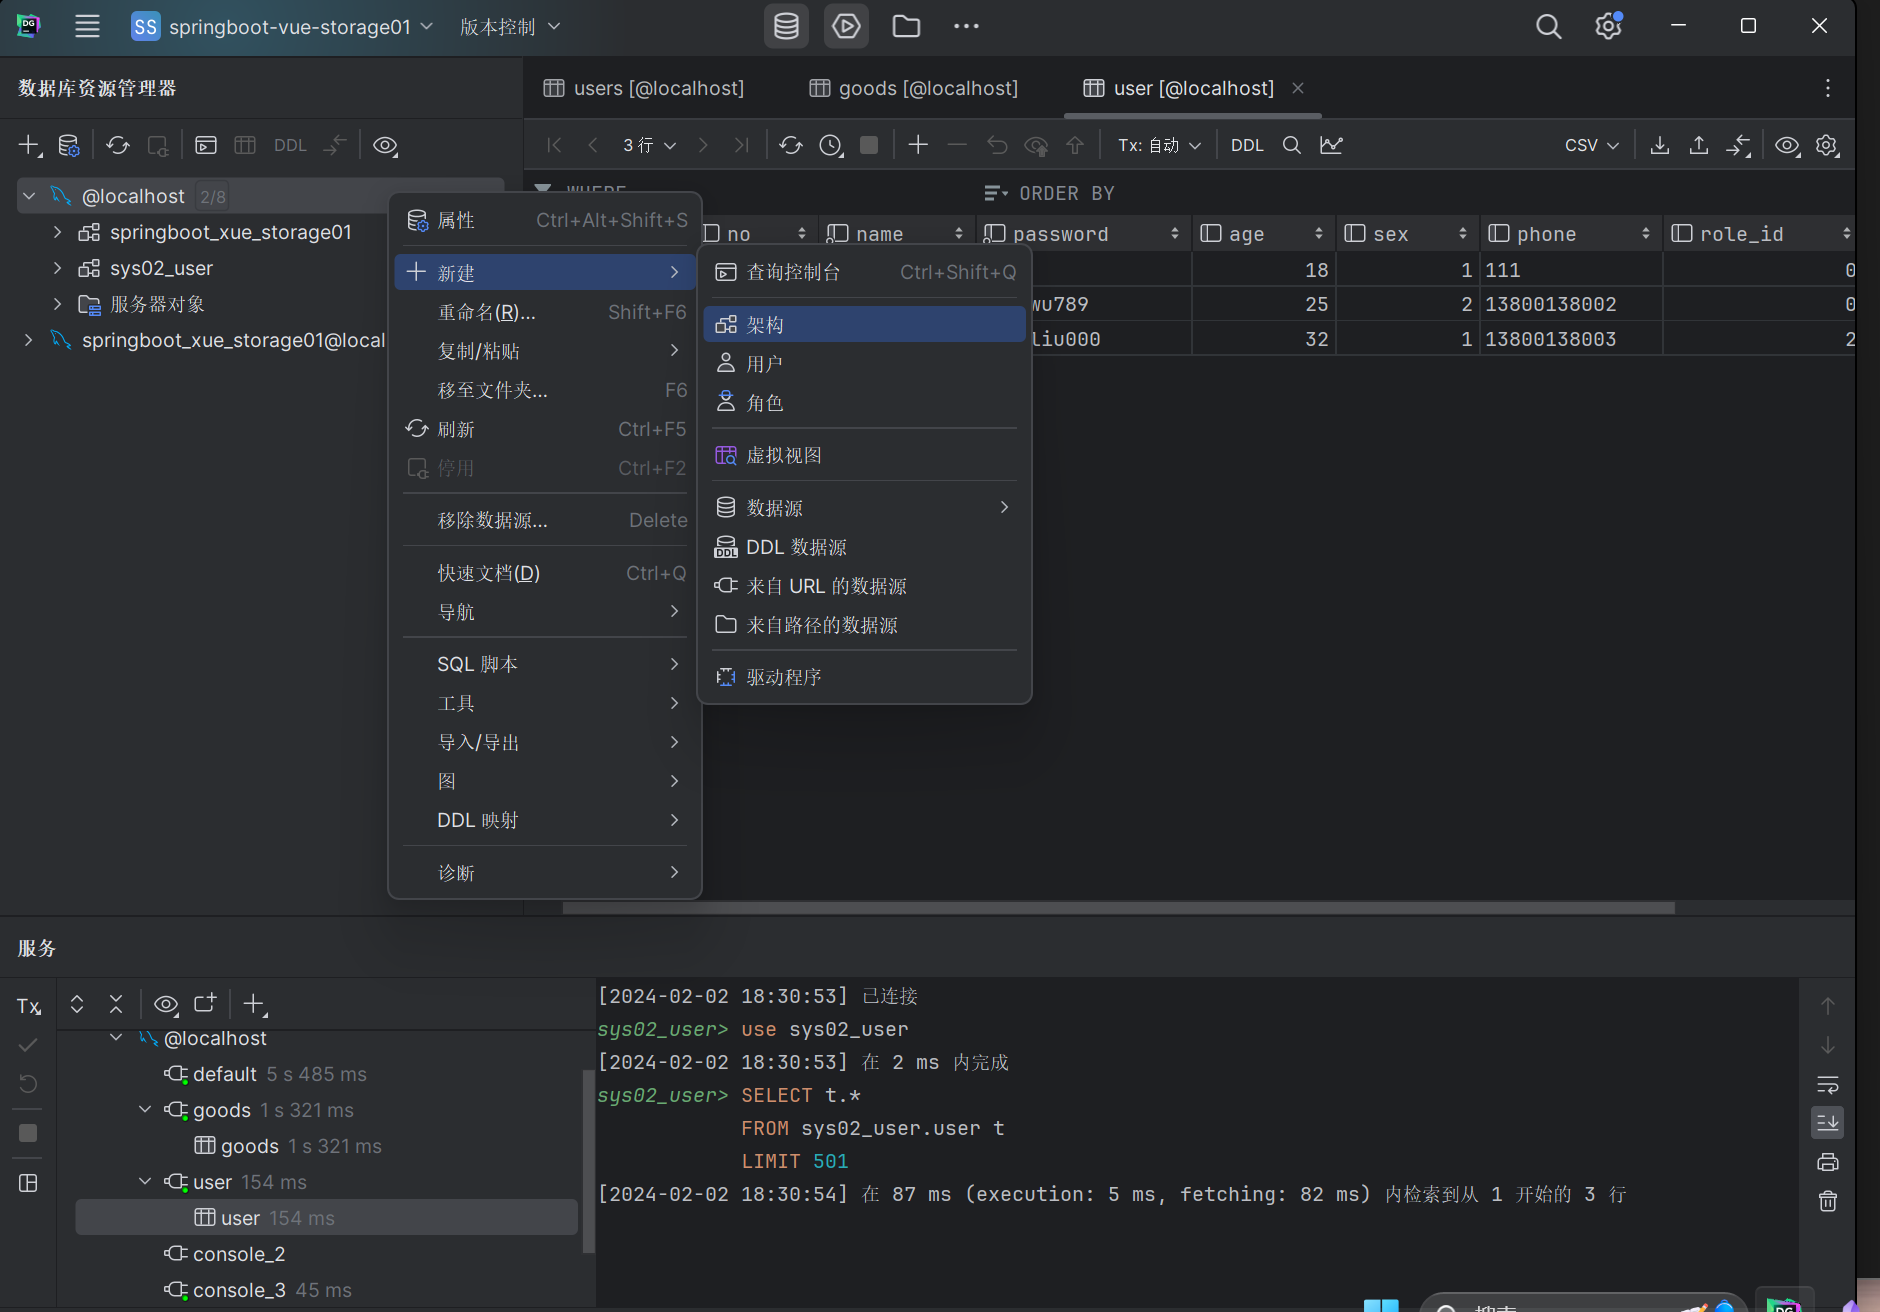 SS springboot-vue-storage01 版本控制
数据库资源管理器
users [@localhost] goods [@localhost] user [@localhost]
DDL
3 行 Tx: 自动 DDL CSV
WHERE ORDER BY
@localhost 2/8
springboot_xue_storage01
sys02_user
服务器对象
springboot_xue_storage01@local
no name password age sex phone role_id
18 1 111 0
wu789 25 2 13800138002 0
liu000 32 1 13800138003 2
属性 Ctrl+Alt+Shift+S
新建
重命名(R)... Shift+F6
复制/粘贴
移至文件夹... F6
刷新 Ctrl+F5
停用 Ctrl+F2
移除数据源... Delete
快速文档(D) Ctrl+Q
导航
SQL 脚本
工具
导入/导出
图
DDL 映射
诊断
查询控制台 Ctrl+Shift+Q
架构
用户
角色
虚拟视图
数据源
DDL 数据源
来自 URL 的数据源
来自路径的数据源
驱动程序
服务
Tx
@localhost
default 5 s 485 ms
goods 1 s 321 ms
goods 1 s 321 ms
user 154 ms
user 154 ms
console_2
console_3 45 ms
[2024-02-02 18:30:53] 已连接
sys02_user> use sys02_user
[2024-02-02 18:30:53] 在 2 ms 内完成
sys02_user> SELECT t.*
FROM sys02_user.user t
LIMIT 501
[2024-02-02 18:30:54] 在 87 ms (execution: 5 ms, fetching: 82 ms) 内检索到从 1 开始的 3 行
搜索